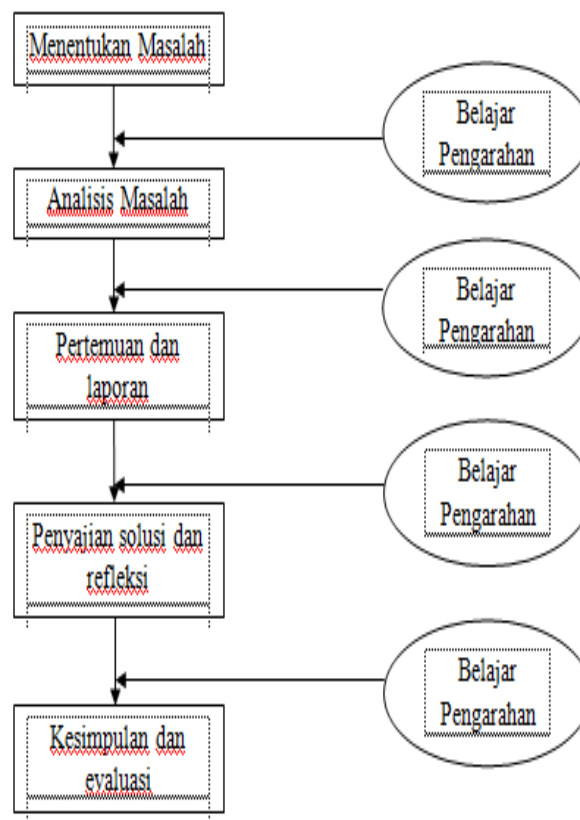 Menentukan Masalah
Belajar
Pengarahan
Analisis Masalah
Belajar
Pengarahan
Pertemuan dan
laporan
Belajar
Pengarahan
Penyajian solusi dan
refleksi
Belajar
Pengarahan
Kesimpulan dan
evaluasi